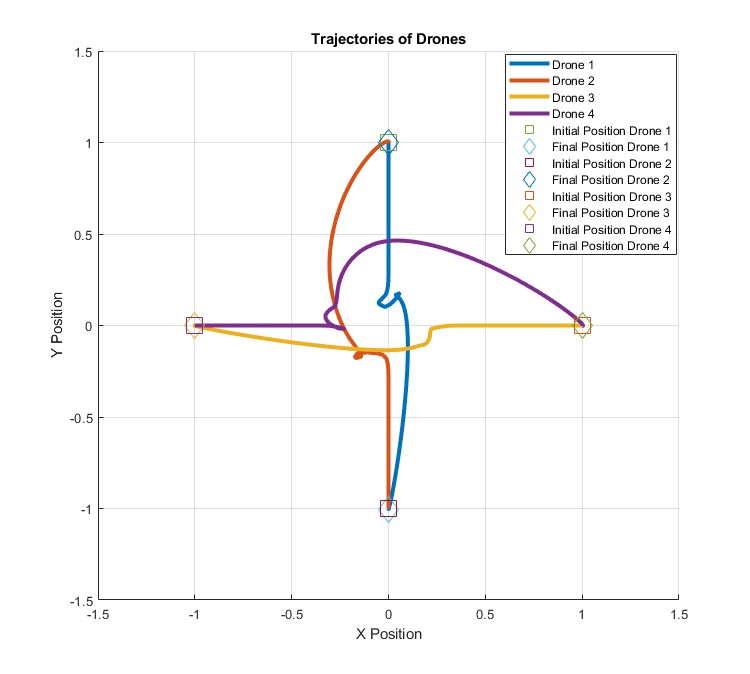 Trajectories of Drones
1.5
1
0.5
0
-0.5
-1
-1.5
Y Position
-1.5
-1
-0.5
0
0.5
1
1.5
X Position
Drone 1
Drone 2
Drone 3
Drone 4
Initial Position Drone 1
Final Position Drone 1
Initial Position Drone 2
Final Position Drone 2
Initial Position Drone 3
Final Position Drone 3
Initial Position Drone 4
Final Position Drone 4